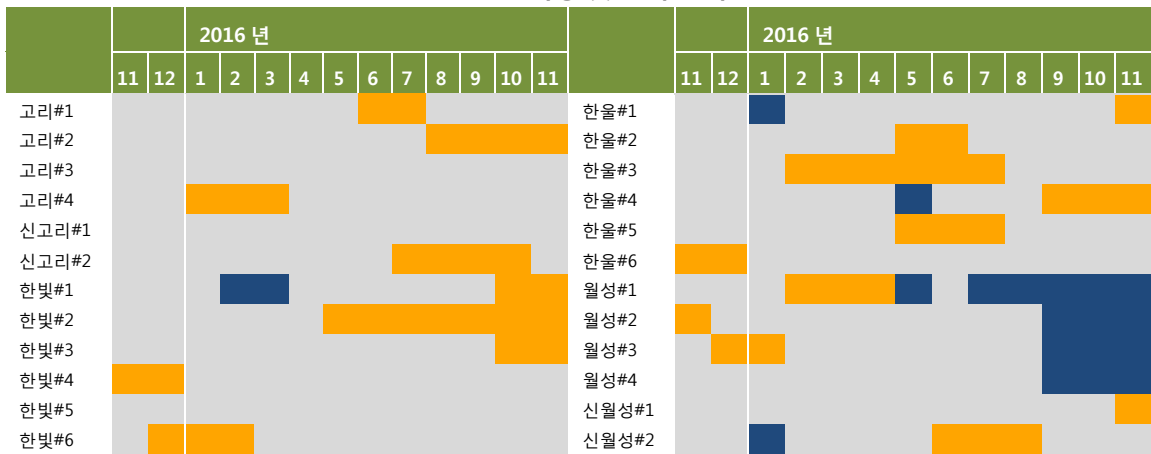 2016 년 2016 년
11 12 1 2 3 4 5 6 7 8 9 10 11 11 12 1 2 3 4 5 6 7 8 9 10 11
고리#1 한울#1
고리#2 한울#2
고리#3 한울#3
고리#4 한울#4
신고리#1 한울#5
신고리#2 한울#6
한빛#1 월성#1
한빛#2 월성#2
한빛#3 월성#3
한빛#4 월성#4
한빛#5 신월성#1
한빛#6 신월성#2